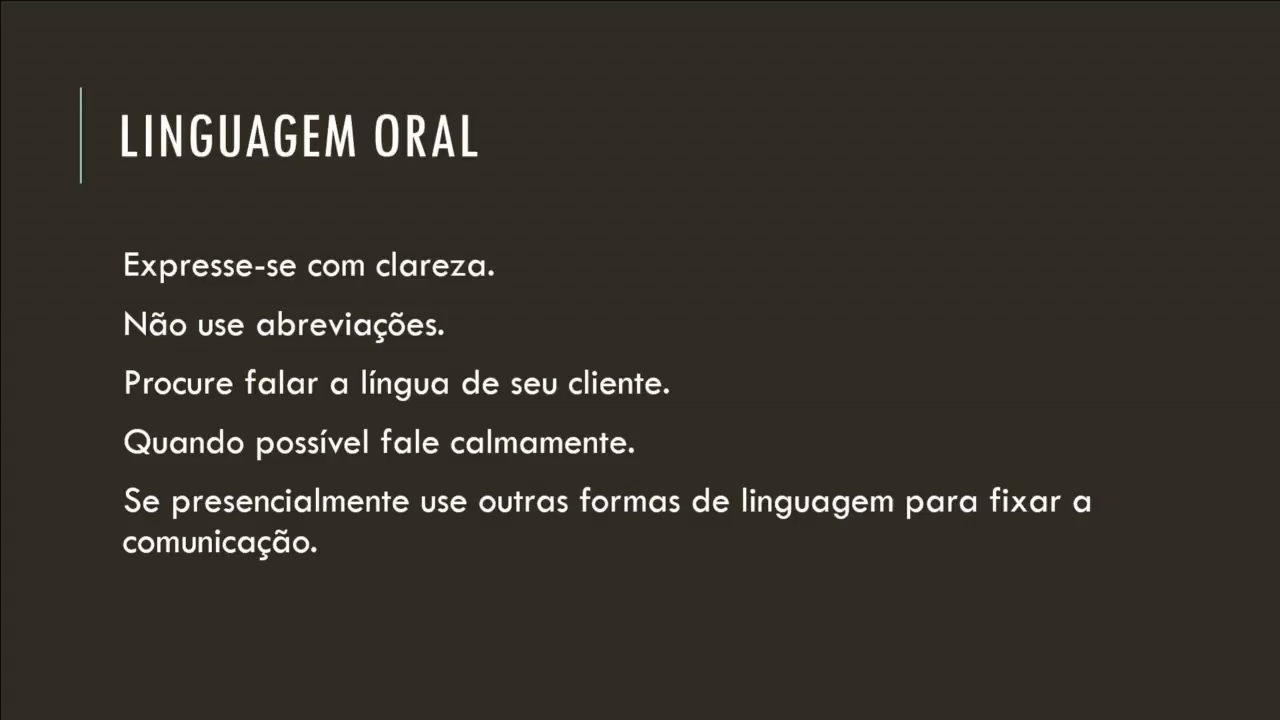 LINGUAGEM ORAL
Expresse-se com clareza.
Não use abreviações.
Procure falar a língua de seu cliente.
Quando possível fale calmamente.
Se presencialmente use outras formas de linguagem para fixar a
comunicação.